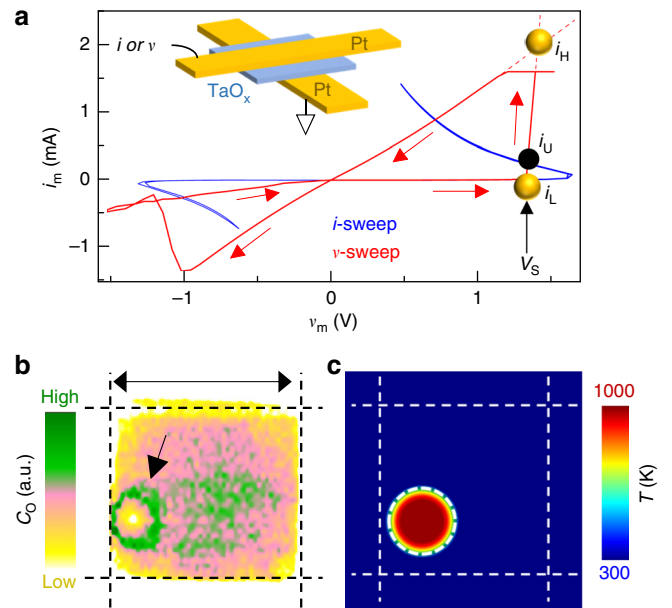 a
2
1
0
−1
i_m (mA)
i or v
Pt
TaO_x
Pt
i_H
i_U
i_L
i-sweep
v-sweep
V_S
−1
0
1
v_m (V)
b
High
C_O (a.u.)
Low
c
1000
T (K)
300